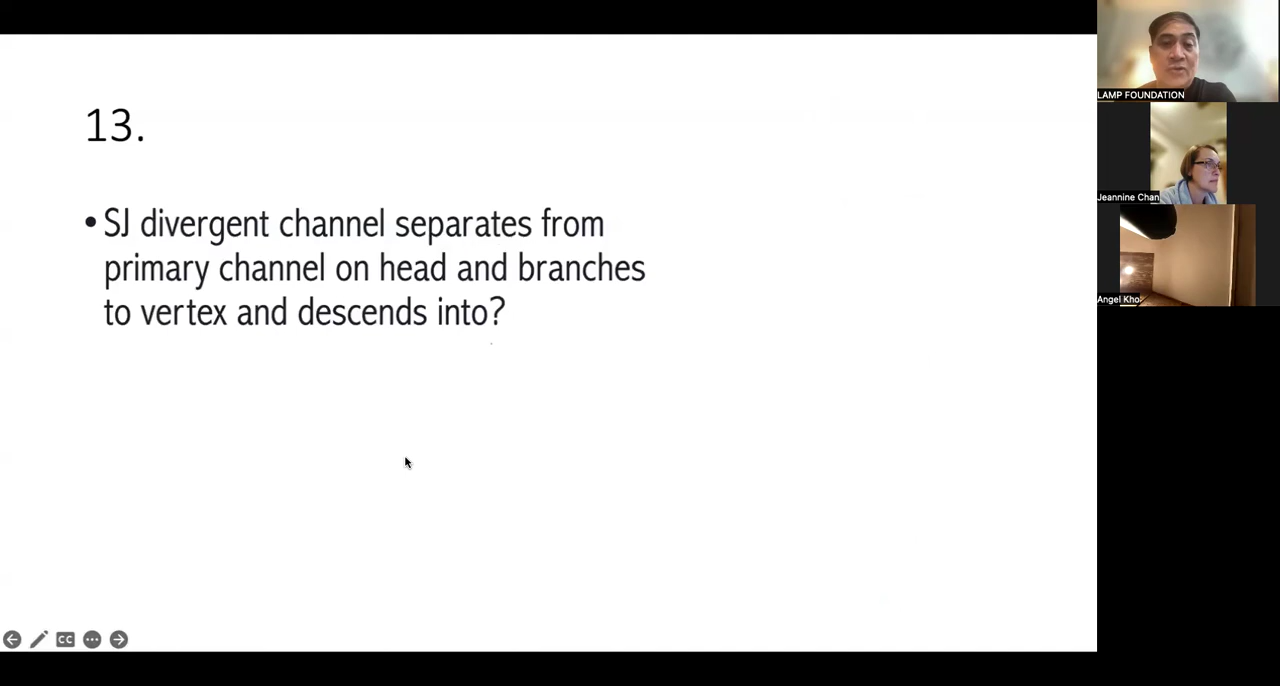 13.
• SJ divergent channel separates from
primary channel on head and branches
to vertex and descends into?
LAMP FOUNDATION
Jeannine Chan
Angel Kho
CC